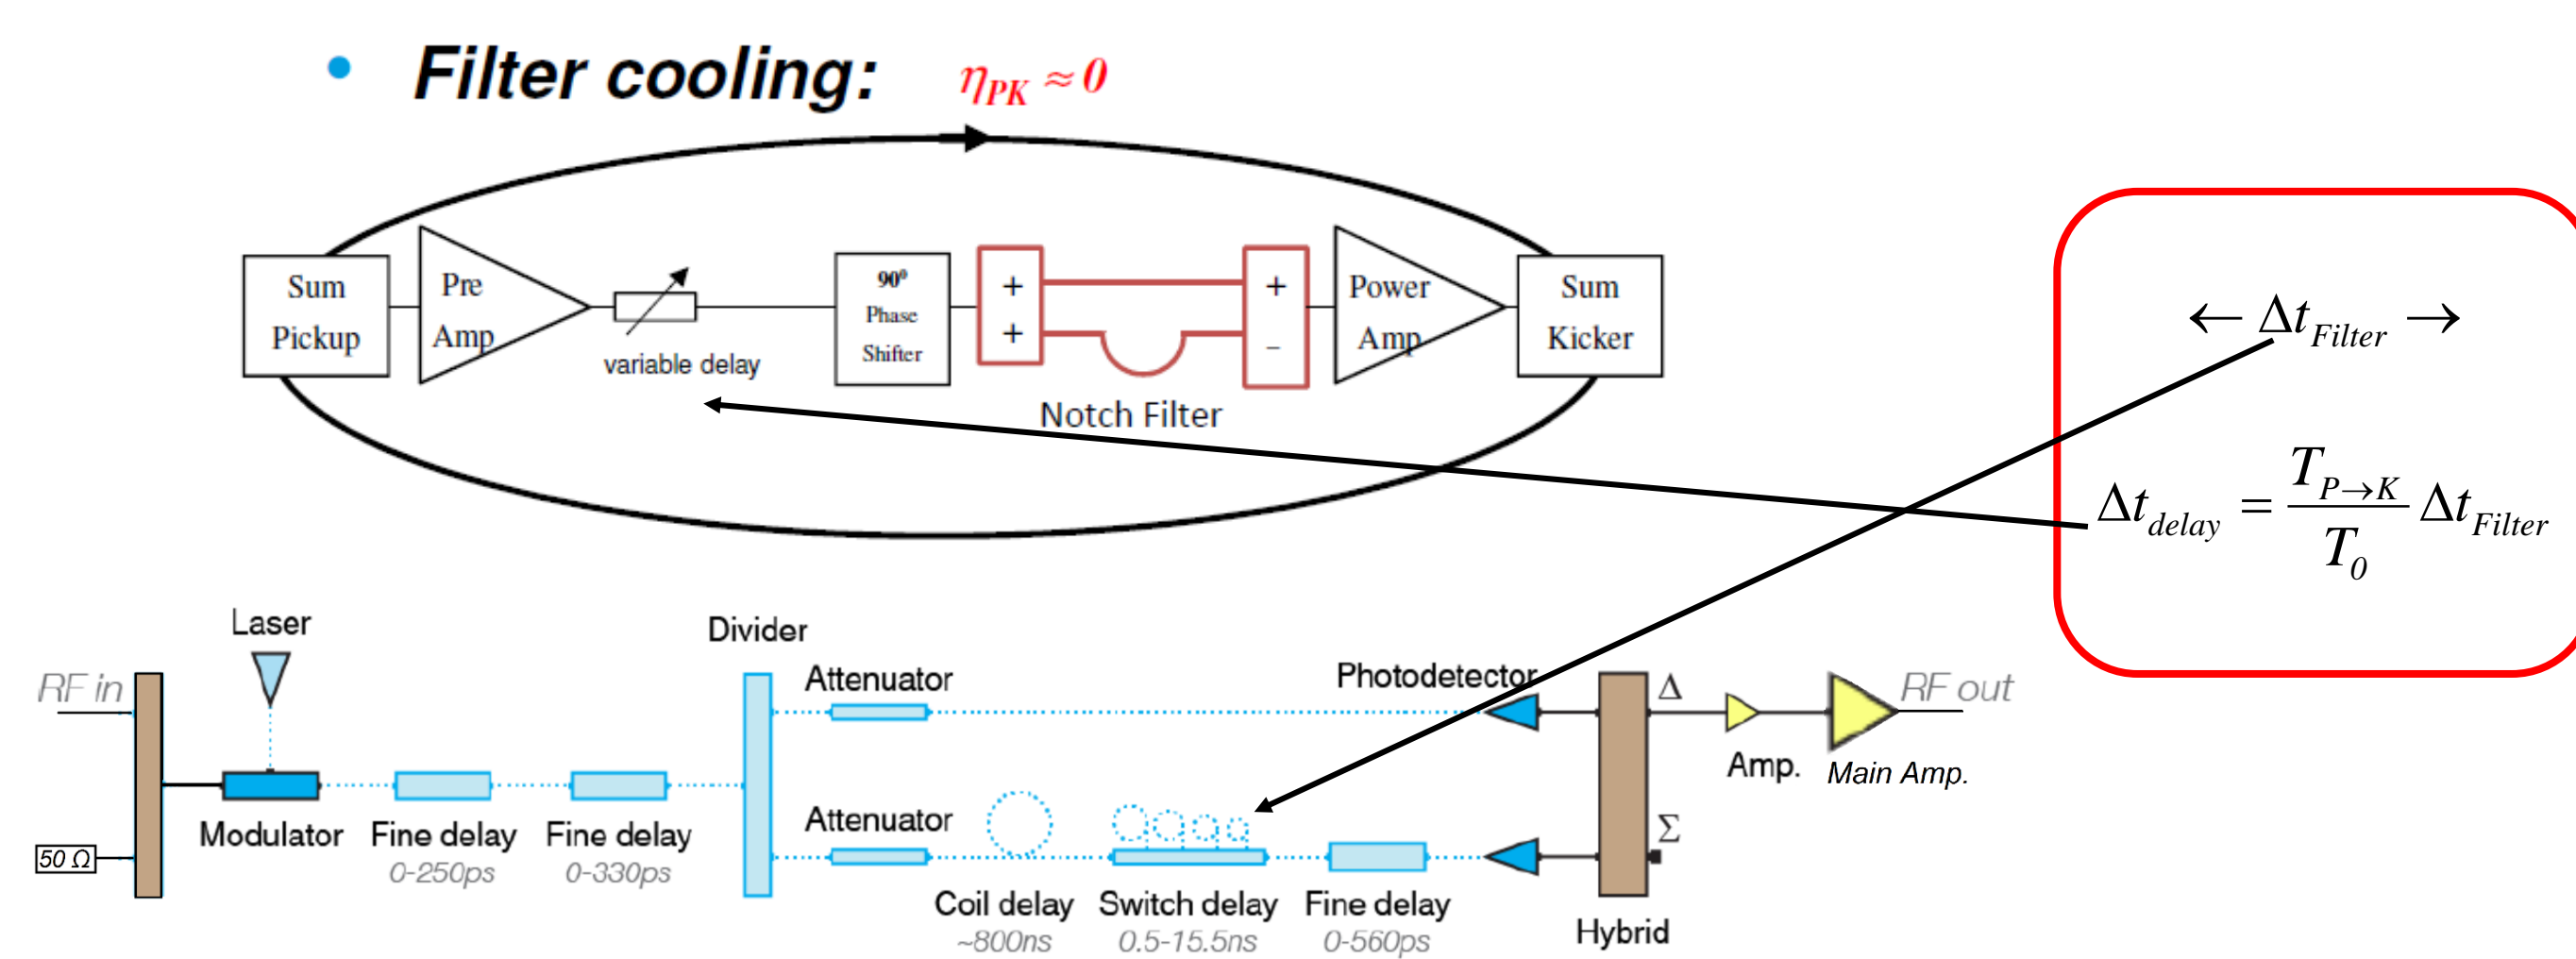 • Filter cooling: η_PK ≈ 0
Sum
Pickup
Pre
Amp
variable delay
90⁰
Phase
Shifter
+
+
+
−
Notch Filter
Power
Amp
Sum
Kicker
← Δt_Filter →
Δt_delay = T_P→K / T_0 Δt_Filter
RF in
50 Ω
Laser
Modulator
Fine delay
0-250ps
Fine delay
0-330ps
Divider
Attenuator
Attenuator
Coil delay
~800ns
Switch delay
0.5-15.5ns
Fine delay
0-560ps
Photodetector
Δ
Σ
Hybrid
Amp.
Main Amp.
RF out